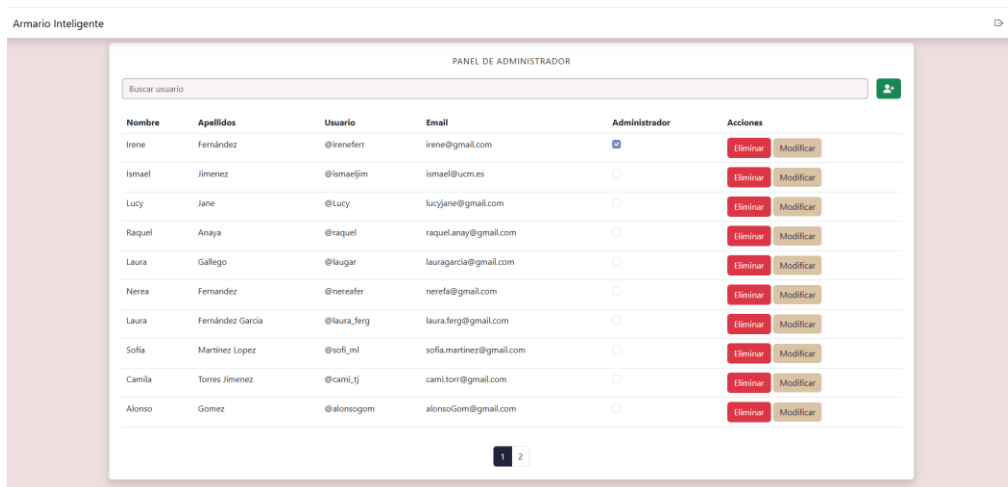 Armario Inteligente
PANEL DE ADMINISTRADOR
Buscar usuario
Nombre Apellidos Usuario Email Administrador Acciones
Irene Fernández @ireneferr irene@gmail.com Eliminar Modificar
Ismael Jimenez @ismaeljim ismael@ucm.es Eliminar Modificar
Lucy Jane @Lucy lucyjane@gmail.com Eliminar Modificar
Raquel Anaya @raquel raquel.anay@gmail.com Eliminar Modificar
Laura Gallego @laugar lauragarcia@gmail.com Eliminar Modificar
Nerea Fernandez @nereafer nerefa@gmail.com Eliminar Modificar
Laura Fernández García @laura_ferg laura.ferg@gmail.com Eliminar Modificar
Sofía Martínez Lopez @sofi_ml sofia.martinez@gmail.com Eliminar Modificar
Camila Torres Jimenez @cami_tj cami.torr@gmail.com Eliminar Modificar
Alonso Gomez @alonsogom alonsoGom@gmail.com Eliminar Modificar
1 2